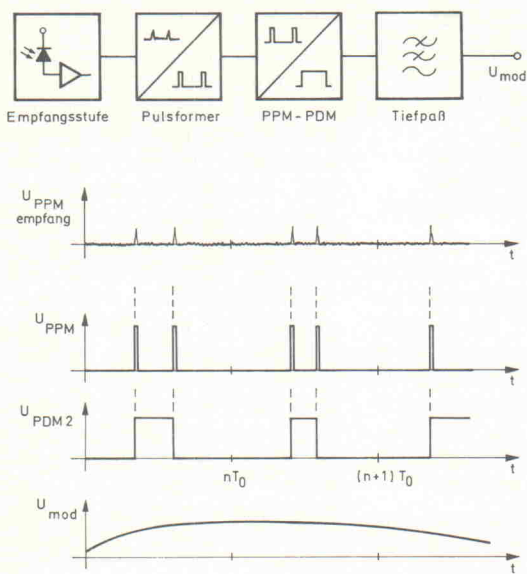 U mod
Empfangsstufe Pulsformer PPM-PDM Tiefpaß
U PPM
empfang
t
U PPM
t
U PDM 2
nT0 (n+1) T0
t
U mod
t